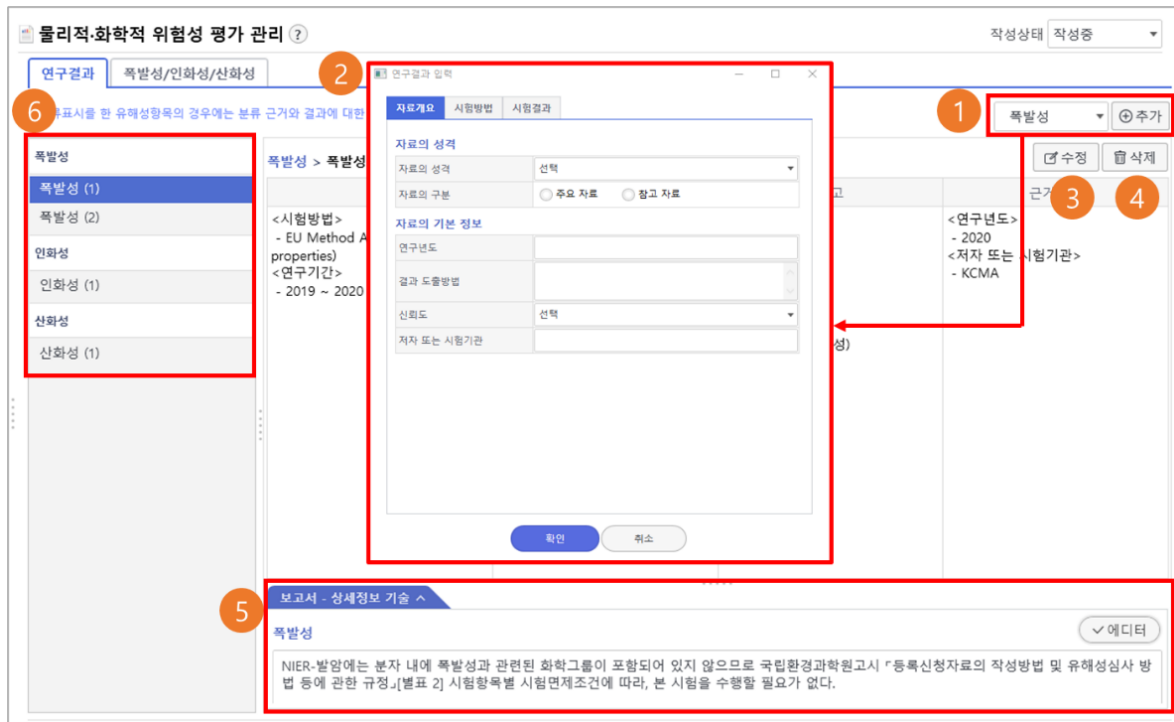 물리적·화학적 위험성 평가 관리 ?
작성상태 작성중
연구결과 폭발성/인화성/산화성
2
연구결과 입력
6
류표시를 한 유해성항목의 경우에는 분류 근거와 결과에 대한
1
폭발성 추가
자료개요 시험방법 시험결과
폭발성
폭발성 (1)
폭발성 (2)
인화성
인화성 (1)
산화성
산화성 (1)
폭발성 > 폭발성
수정 삭제
3
4
고
근거
<시험방법>
- EU Method A
properties)
<연구기간>
- 2019 ~ 2020
자료의 성격
자료의 성격 선택
자료의 구분 주요 자료 참고 자료
자료의 기본 정보
연구년도
결과 도출방법
신뢰도 선택
저자 또는 시험기관
확인 취소
성)
<연구년도>
- 2020
<저자 또는 시험기관>
- KCMA
5
보고서 - 상세정보 기술
폭발성
에디터
NIER-발암에는 분자 내에 폭발성과 관련된 화학그룹이 포함되어 있지 않으므로 국립환경과학원고시 「등록신청자료의 작성방법 및 유해성심사 방
법 등에 관한 규정」[별표 2] 시험항목별 시험면제조건에 따라, 본 시험을 수행할 필요가 없다.